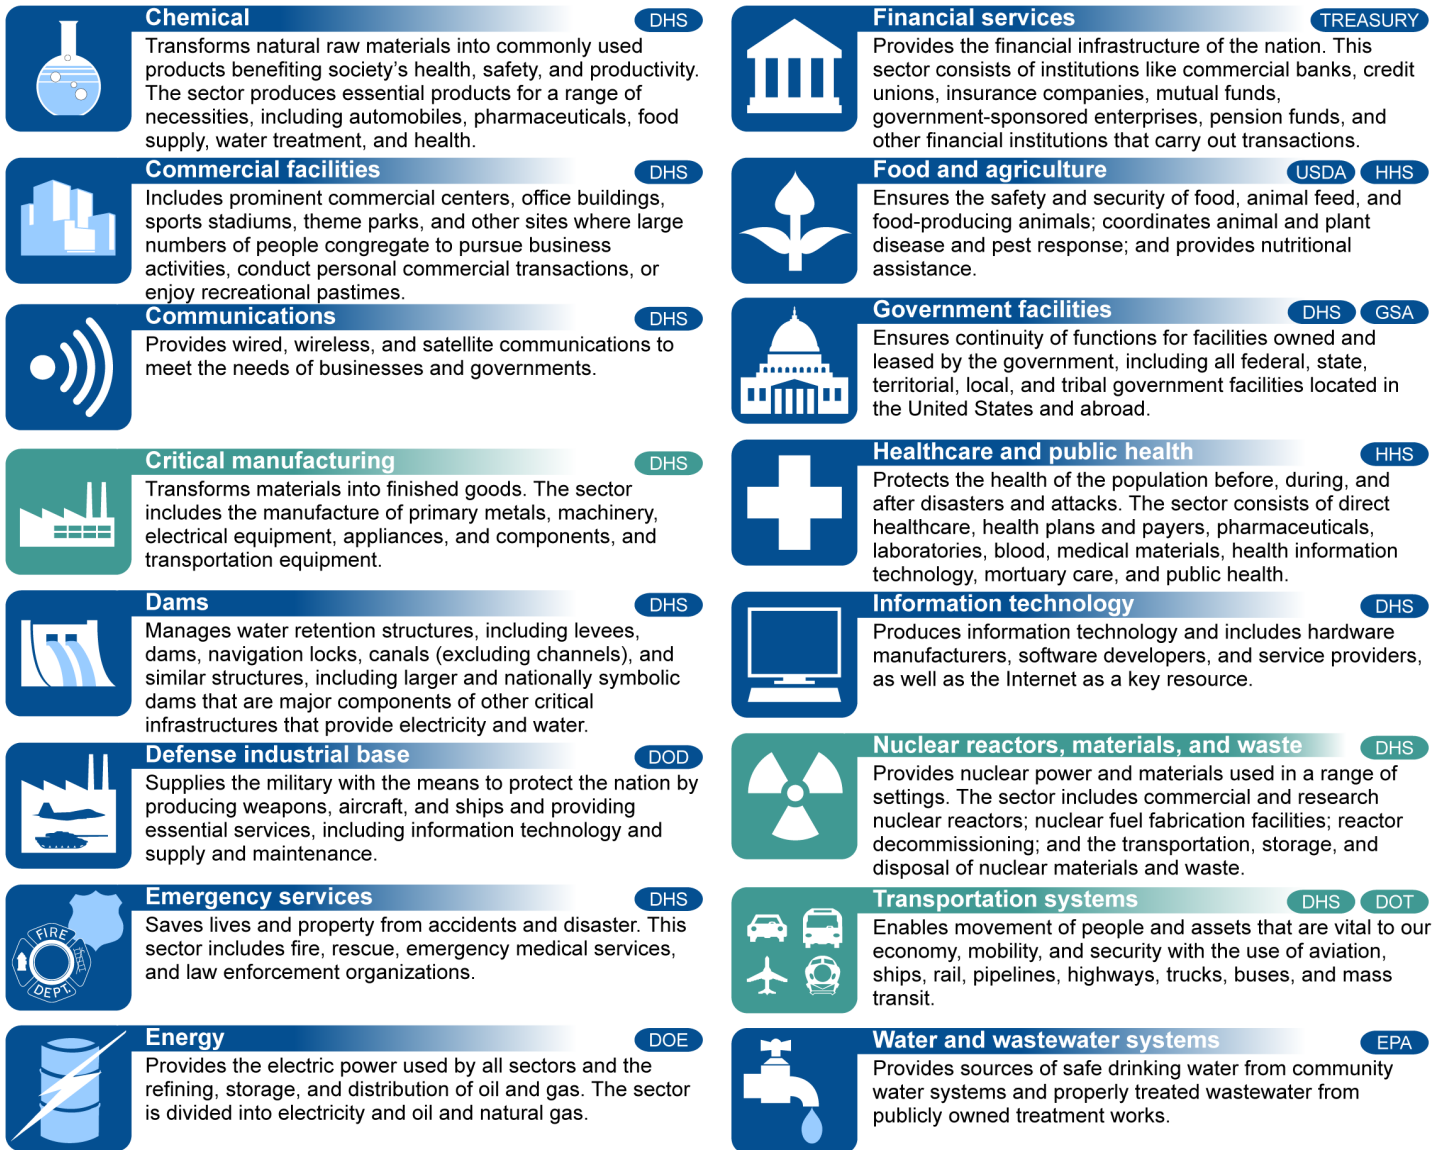 Chemical DHS
Transforms natural raw materials into commonly used
products benefiting society's health, safety, and productivity.
The sector produces essential products for a range of
necessities, including automobiles, pharmaceuticals, food
supply, water treatment, and health.
Commercial facilities DHS
Includes prominent commercial centers, office buildings,
sports stadiums, theme parks, and other sites where large
numbers of people congregate to pursue business
activities, conduct personal commercial transactions, or
enjoy recreational pastimes.
Communications DHS
Provides wired, wireless, and satellite communications to
meet the needs of businesses and governments.
Critical manufacturing DHS
Transforms materials into finished goods. The sector
includes the manufacture of primary metals, machinery,
electrical equipment, appliances, and components, and
transportation equipment.
Dams DHS
Manages water retention structures, including levees,
dams, navigation locks, canals (excluding channels), and
similar structures, including larger and nationally symbolic
dams that are major components of other critical
infrastructures that provide electricity and water.
Defense industrial base DOD
Supplies the military with the means to protect the nation by
producing weapons, aircraft, and ships and providing
essential services, including information technology and
supply and maintenance.
Emergency services DHS
FIRE
DEPT.
Saves lives and property from accidents and disaster. This
sector includes fire, rescue, emergency medical services,
and law enforcement organizations.
Energy DOE
Provides the electric power used by all sectors and the
refining, storage, and distribution of oil and gas. The sector
is divided into electricity and oil and natural gas.
Financial services TREASURY
Provides the financial infrastructure of the nation. This
sector consists of institutions like commercial banks, credit
unions, insurance companies, mutual funds,
government-sponsored enterprises, pension funds, and
other financial institutions that carry out transactions.
Food and agriculture USDA HHS
Ensures the safety and security of food, animal feed, and
food-producing animals; coordinates animal and plant
disease and pest response; and provides nutritional
assistance.
Government facilities DHS GSA
Ensures continuity of functions for facilities owned and
leased by the government, including all federal, state,
territorial, local, and tribal government facilities located in
the United States and abroad.
Healthcare and public health HHS
Protects the health of the population before, during, and
after disasters and attacks. The sector consists of direct
healthcare, health plans and payers, pharmaceuticals,
laboratories, blood, medical materials, health information
technology, mortuary care, and public health.
Information technology DHS
Produces information technology and includes hardware
manufacturers, software developers, and service providers,
as well as the Internet as a key resource.
Nuclear reactors, materials, and waste DHS
Provides nuclear power and materials used in a range of
settings. The sector includes commercial and research
nuclear reactors; nuclear fuel fabrication facilities; reactor
decommissioning; and the transportation, storage, and
disposal of nuclear materials and waste.
Transportation systems DHS DOT
Enables movement of people and assets that are vital to our
economy, mobility, and security with the use of aviation,
ships, rail, pipelines, highways, trucks, buses, and mass
transit.
Water and wastewater systems EPA
Provides sources of safe drinking water from community
water systems and properly treated wastewater from
publicly owned treatment works.